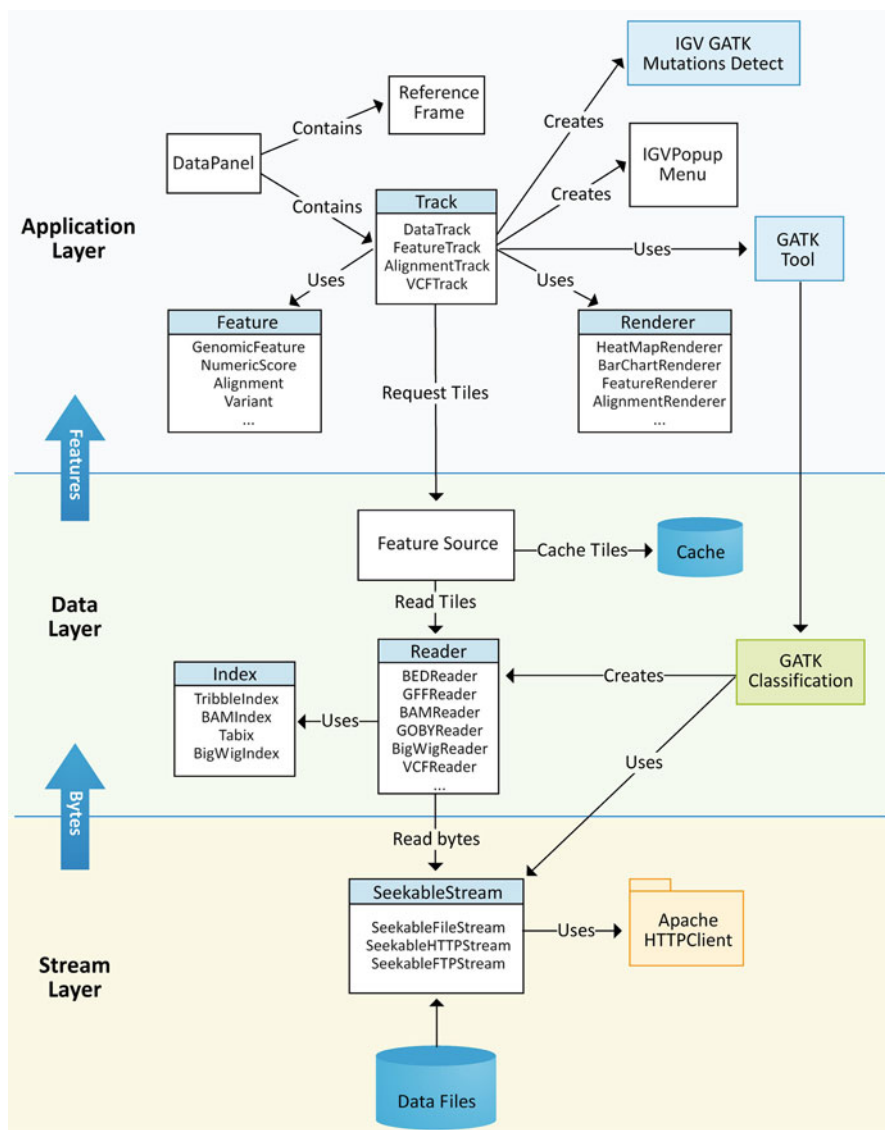 IGV GATK
Mutations Detect
Reference
Frame
Contains
Creates
DataPanel
IGVPopup
Menu
Creates
Contains
Track
DataTrack
FeatureTrack
AlignmentTrack
VCFTrack
Application
Layer
Uses
GATK
Tool
Uses
Uses
Feature
GenomicFeature
NumericScore
Alignment
Variant
...
Renderer
HeatMapRenderer
BarChartRenderer
FeatureRenderer
AlignmentRenderer
...
Request Tiles
Features
Feature Source
Cache Tiles
Cache
Read Tiles
Data
Layer
Reader
BEDReader
GFFReader
BAMReader
GOBYReader
BigWigReader
VCFReader
...
Index
TribbleIndex
BAMIndex
Tabix
BigWigIndex
Uses
Creates
GATK
Classification
Uses
Bytes
Read bytes
SeekableStream
SeekableFileStream
SeekableHTTPStream
SeekableFTPStream
Uses
Apache
HTTPClient
Stream
Layer
Data Files